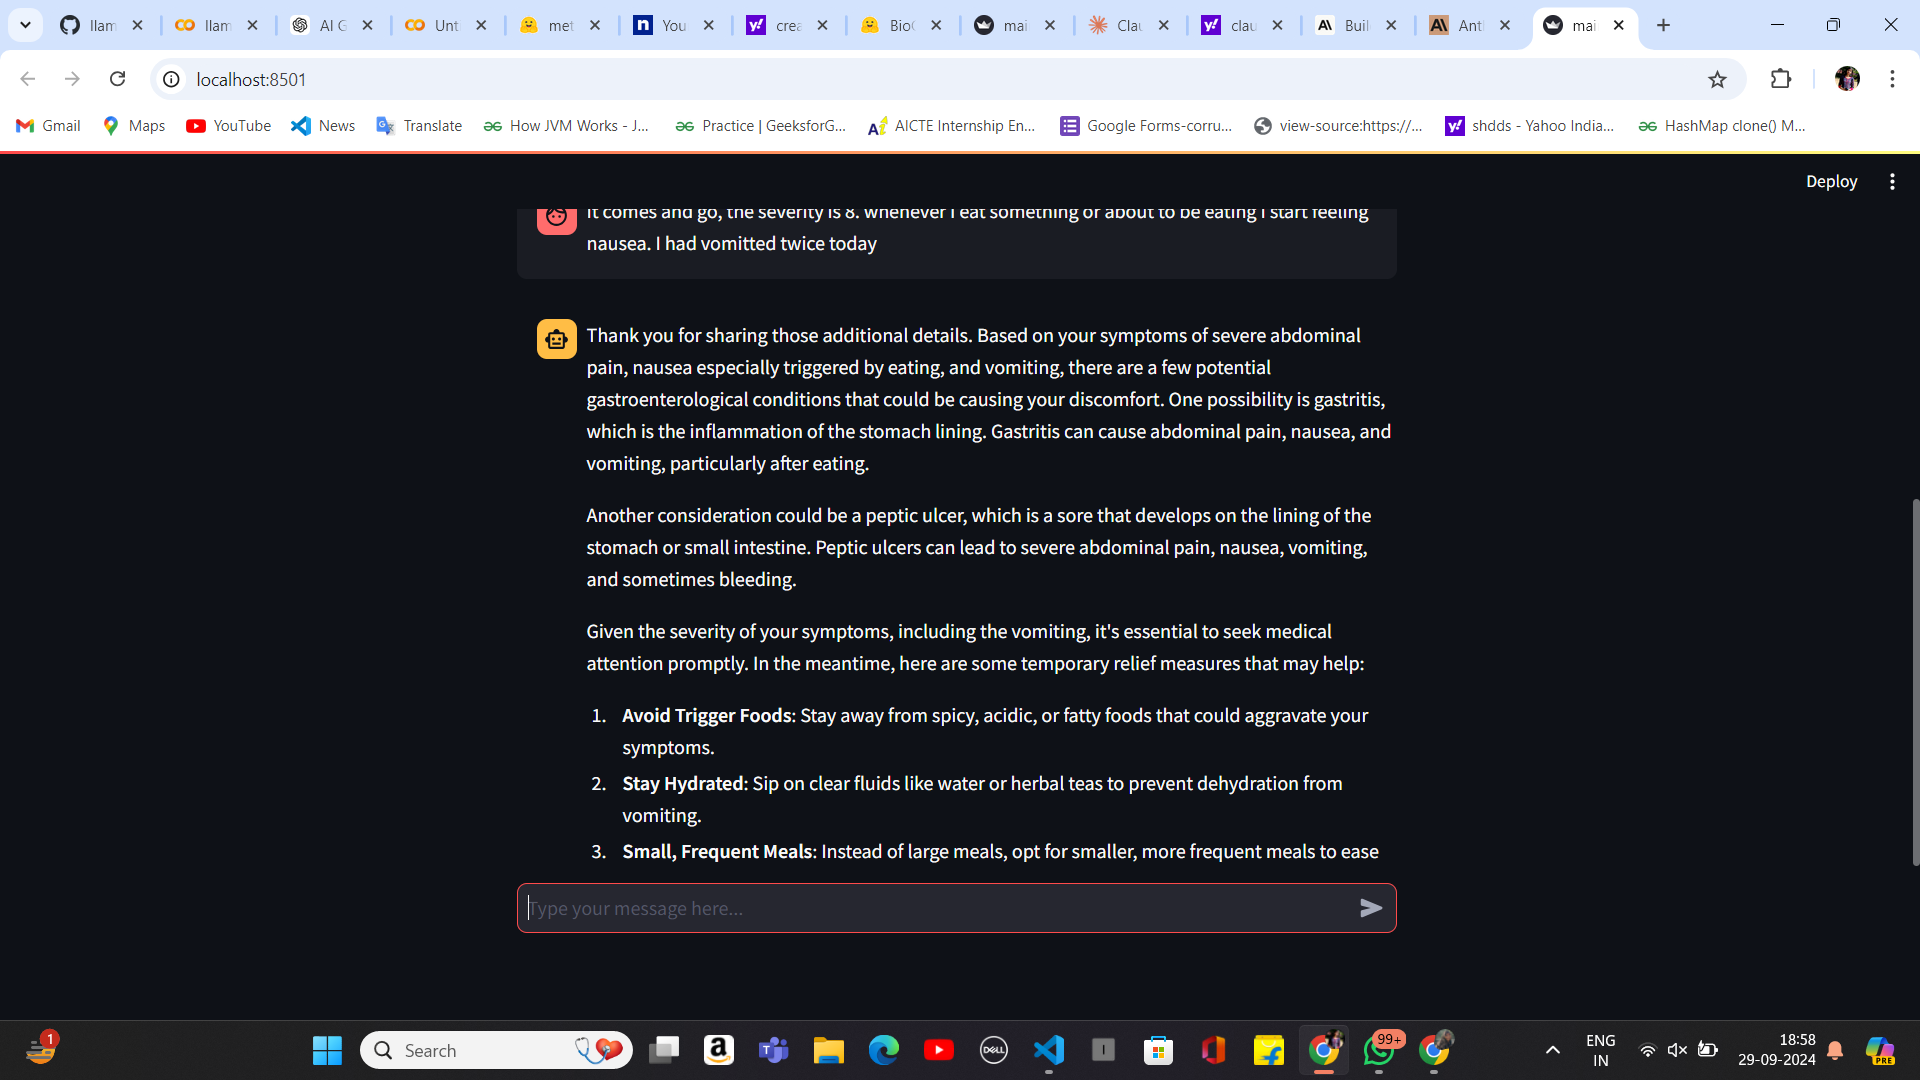 llam
llam
AI G
Unt
met
You
crea
BioC
mai
Clau
clau
Buil
Ant
mai
localhost:8501
Gmail
Maps
YouTube
News
Translate
How JVM Works - J...
Practice | GeeksforG...
AICTE Internship En...
Google Forms-corru...
view-source:https://...
shdds - Yahoo India...
HashMap clone() M...
Deploy
It comes and go, the severity is 8. whenever I eat something or about to be eating I start feeling
nausea. I had vomitted twice today
Thank you for sharing those additional details. Based on your symptoms of severe abdominal
pain, nausea especially triggered by eating, and vomiting, there are a few potential
gastroenterological conditions that could be causing your discomfort. One possibility is gastritis,
which is the inflammation of the stomach lining. Gastritis can cause abdominal pain, nausea, and
vomiting, particularly after eating.
Another consideration could be a peptic ulcer, which is a sore that develops on the lining of the
stomach or small intestine. Peptic ulcers can lead to severe abdominal pain, nausea, vomiting,
and sometimes bleeding.
Given the severity of your symptoms, including the vomiting, it's essential to seek medical
attention promptly. In the meantime, here are some temporary relief measures that may help:
1. Avoid Trigger Foods: Stay away from spicy, acidic, or fatty foods that could aggravate your
symptoms.
2. Stay Hydrated: Sip on clear fluids like water or herbal teas to prevent dehydration from
vomiting.
3. Small, Frequent Meals: Instead of large meals, opt for smaller, more frequent meals to ease
Type your message here...
1
Search
DELL
99+
ENG
IN
18:58
29-09-2024
PRE